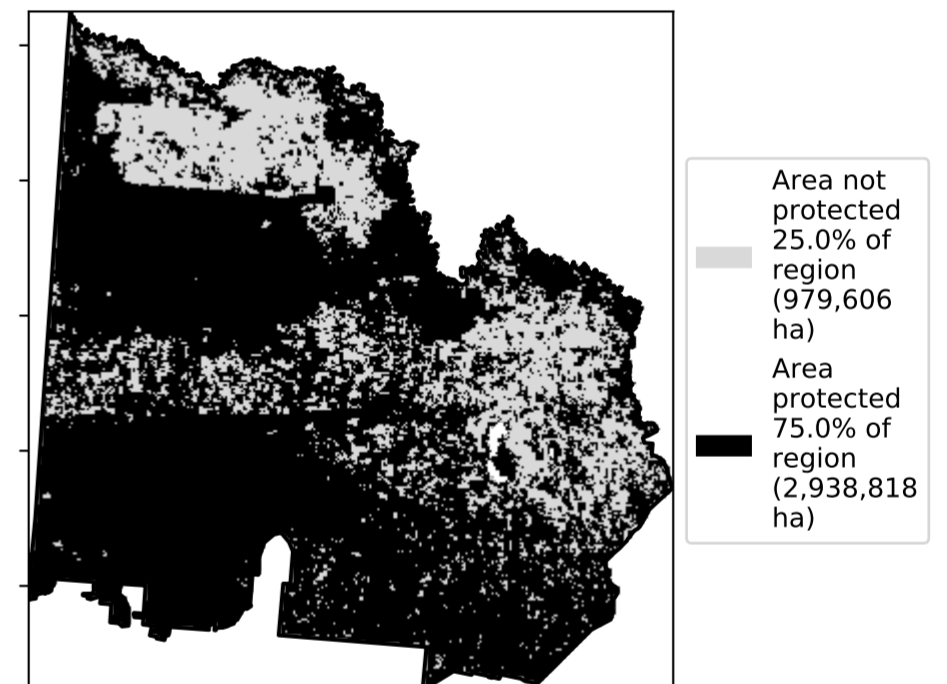 Area not
protected
25.0% of
region
(979,606
ha)
Area
protected
75.0% of
region
(2,938,818
ha)